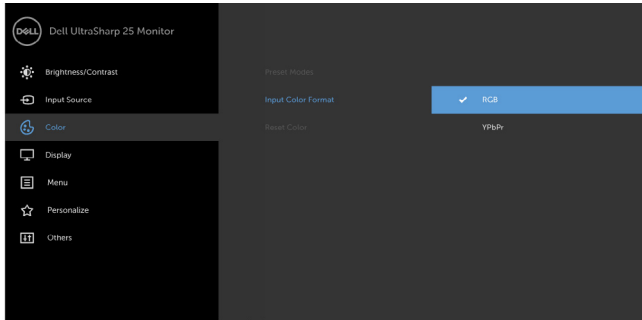 DELL Dell UltraSharp 25 Monitor
Brightness/Contrast
Preset Modes
Input Source
Input Color Format
RGB
Color
Reset Color
YPbPr
Display
Menu
Personalize
Others